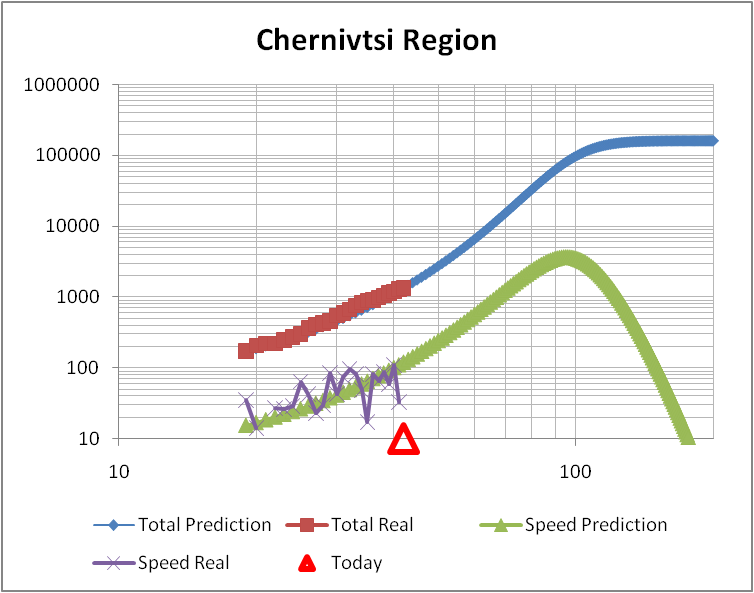 Chernivtsi Region
1000000
100000
10000
1000
100
10
10 100
Total Prediction Total Real Speed Prediction
Speed Real Today